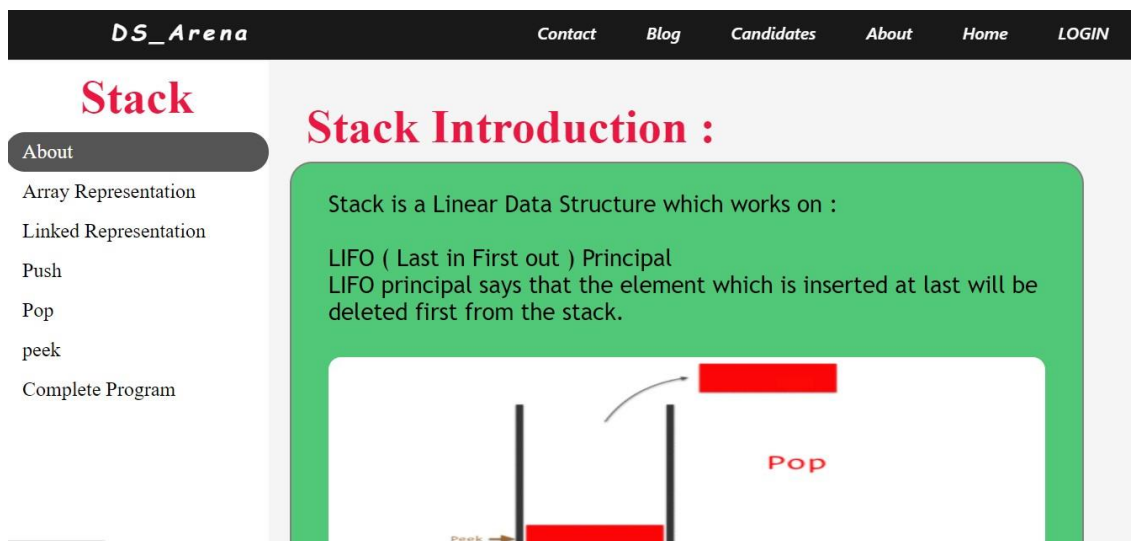 DS_Arena
Contact Blog Candidates About Home LOGIN
Stack
About
Array Representation
Linked Representation
Push
Pop
peek
Complete Program
Stack Introduction :
Stack is a Linear Data Structure which works on :
LIFO ( Last in First out ) Principal
LIFO principal says that the element which is inserted at last will be
deleted first from the stack.
Pop
Peek